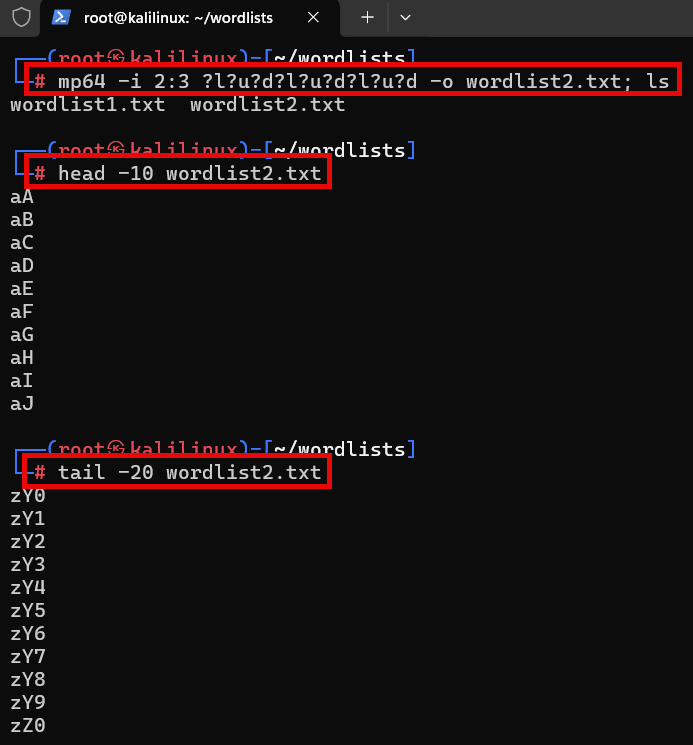 root@kalilinux: ~/wordlists
┌──(root㉿kalilinux)-[~/wordlists]
└─# mp64 -i 2:3 ?l?u?d?l?u?d?l?u?d -o wordlist2.txt; ls
wordlist1.txt  wordlist2.txt
┌──(root㉿kalilinux)-[~/wordlists]
└─# head -10 wordlist2.txt
aA
aB
aC
aD
aE
aF
aG
aH
aI
aJ
┌──(root㉿kalilinux)-[~/wordlists]
└─# tail -20 wordlist2.txt
zY0
zY1
zY2
zY3
zY4
zY5
zY6
zY7
zY8
zY9
zZ0